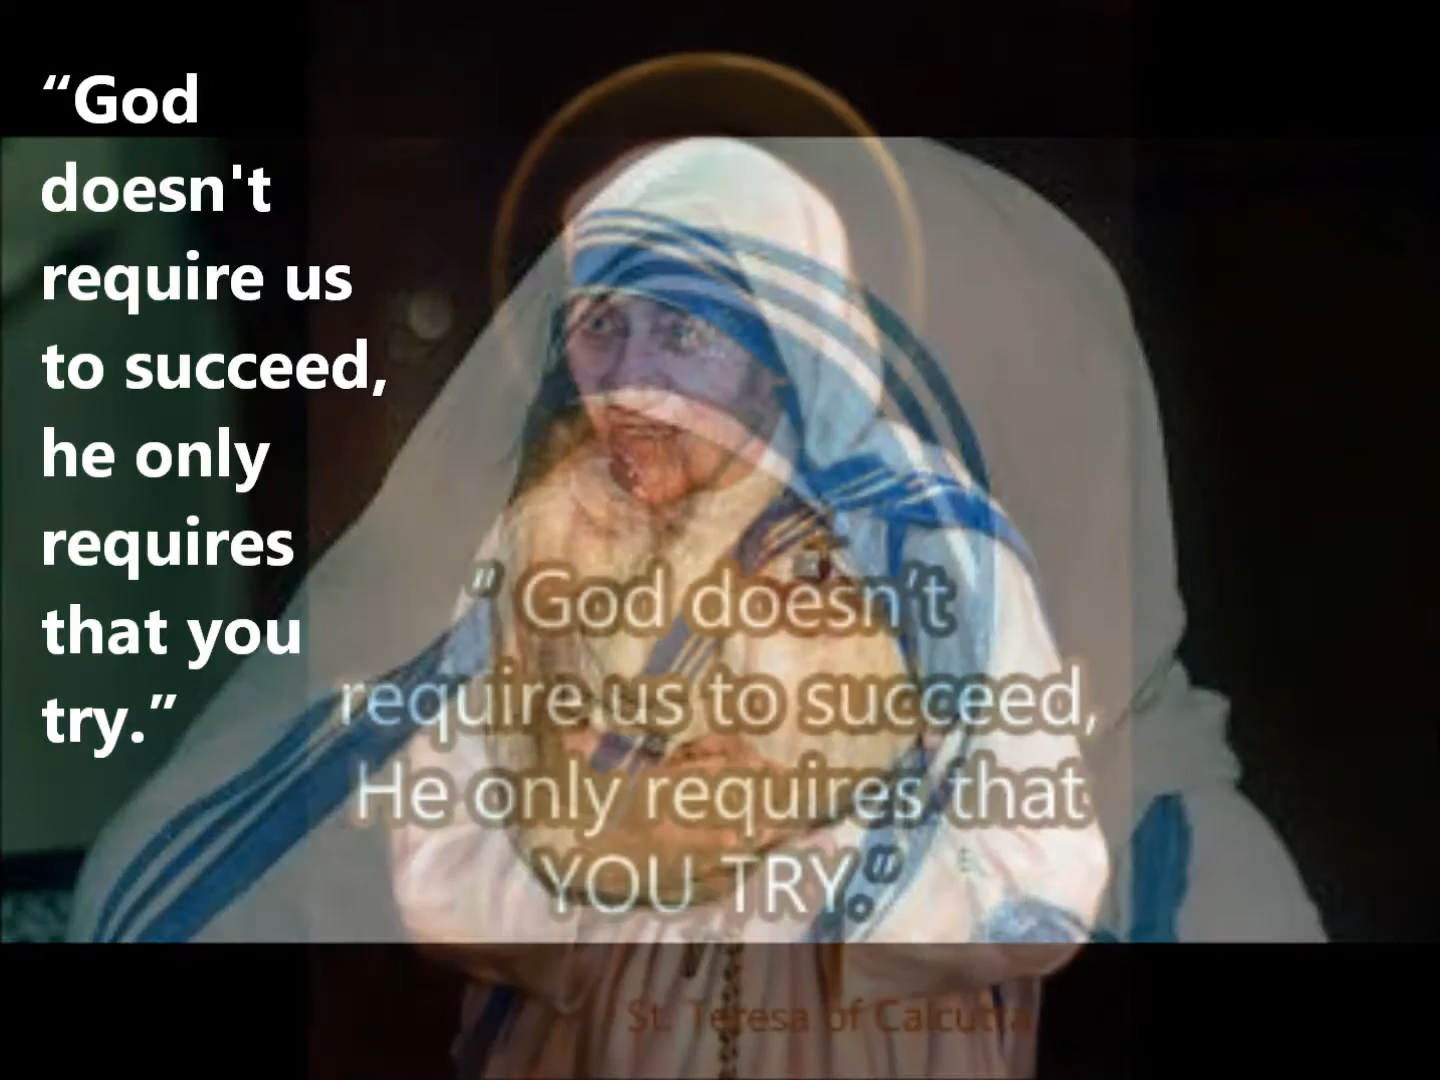 “God
doesn't
require us
to succeed,
he only
requires
that you
try.”
“ God doesn’t
require us to succeed,
He only requires that
YOU TRY.”
St. Teresa of Calcutta